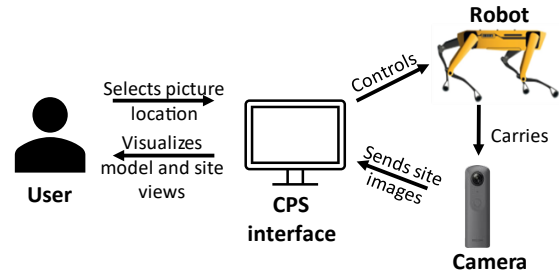 Robot
Selects picture
location
Controls
Visualizes
model and site
views
Carries
Sends site
images
User
CPS
interface
Camera